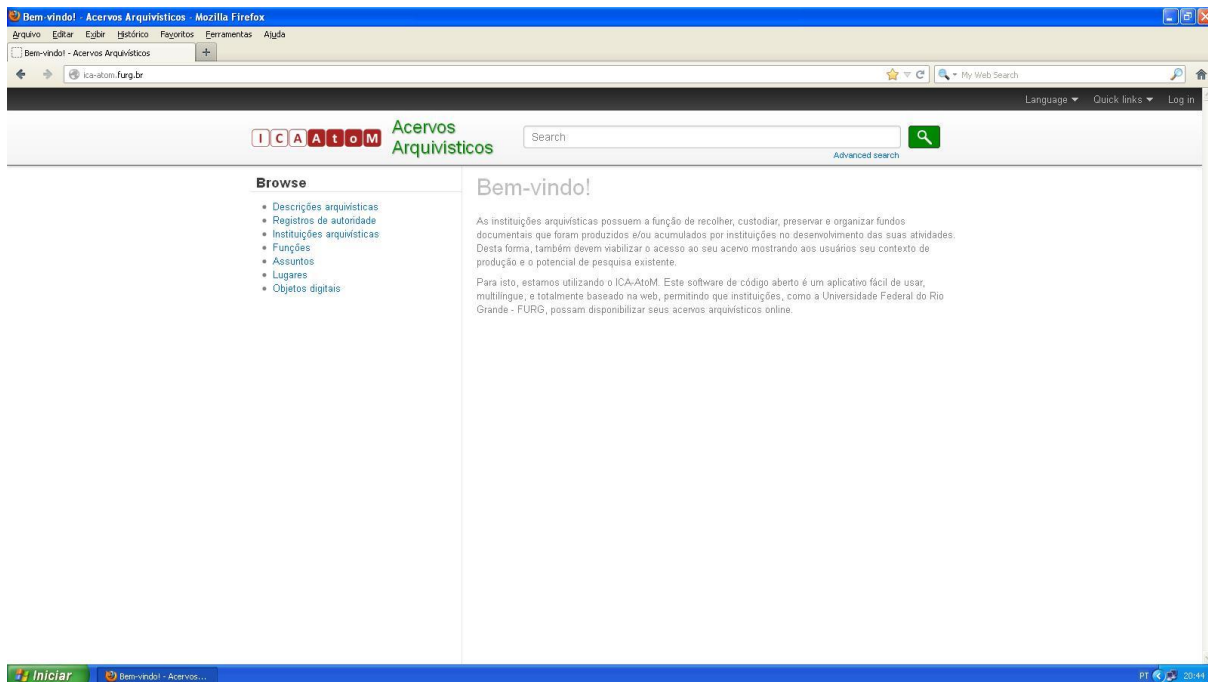 Bem-vindo! - Acervos Arquivísticos - Mozilla Firefox
Arquivo Editar Exibir Histórico Favoritos Ferramentas Ajuda
Bem-vindo! - Acervos Arquivísticos +
ica-atom.furg.br My Web Search
Language Quick links Log in
ICAAtoM Acervos
Arquivisticos
Search
Advanced search
Browse
Descrições arquivísticas
Registros de autoridade
Instituições arquivísticas
Funções
Assuntos
Lugares
Objetos digitais
Bem-vindo!
As instituições arquivísticas possuem a função de recolher, custodiar, preservar e organizar fundos
documentais que foram produzidos e/ou acumulados por instituições no desenvolvimento das suas atividades.
Desta forma, também devem viabilizar o acesso ao seu acervo mostrando aos usuários seu contexto de
produção e o potencial de pesquisa existente.
Para isto, estamos utilizando o ICA-AtoM. Este software de código aberto é um aplicativo fácil de usar,
multilíngue, e totalmente baseado na web, permitindo que instituições, como a Universidade Federal do Rio
Grande - FURG, possam disponibilizar seus acervos arquivísticos online.
Iniciar Bem-vindo! - Acervos... PT 20:44